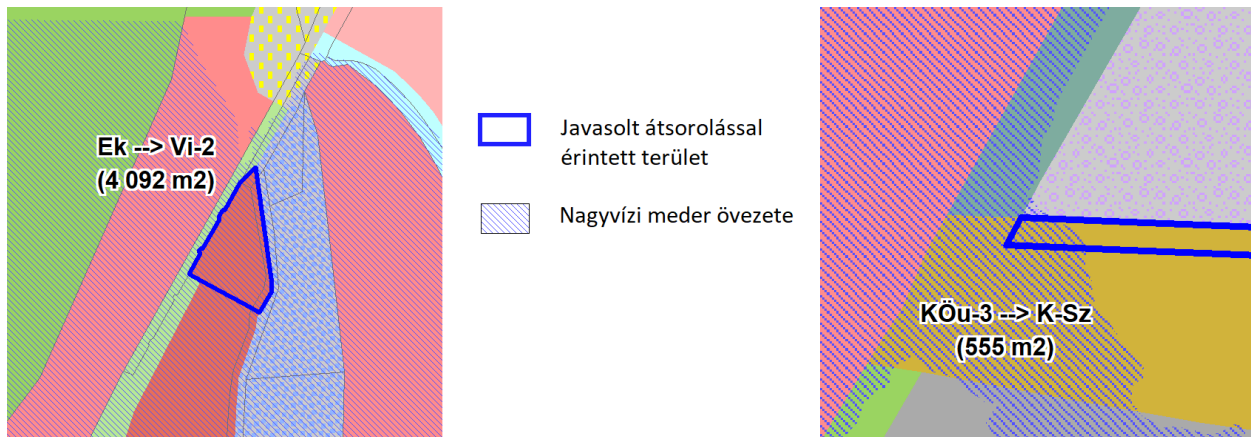 Ek --> Vi-2
(4 092 m2)
Javasolt átsorolással
érintett terület
Nagyvízi meder övezete
KÖu-3 --> K-Sz
(555 m2)